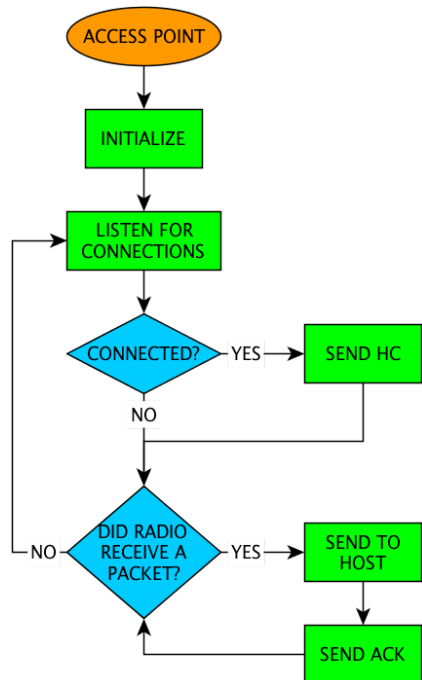 ACCESS POINT
INITIALIZE
LISTEN FOR
CONNECTIONS
CONNECTED?
YES
SEND HC
NO
DID RADIO
RECEIVE A
PACKET?
NO
YES
SEND TO
HOST
SEND ACK